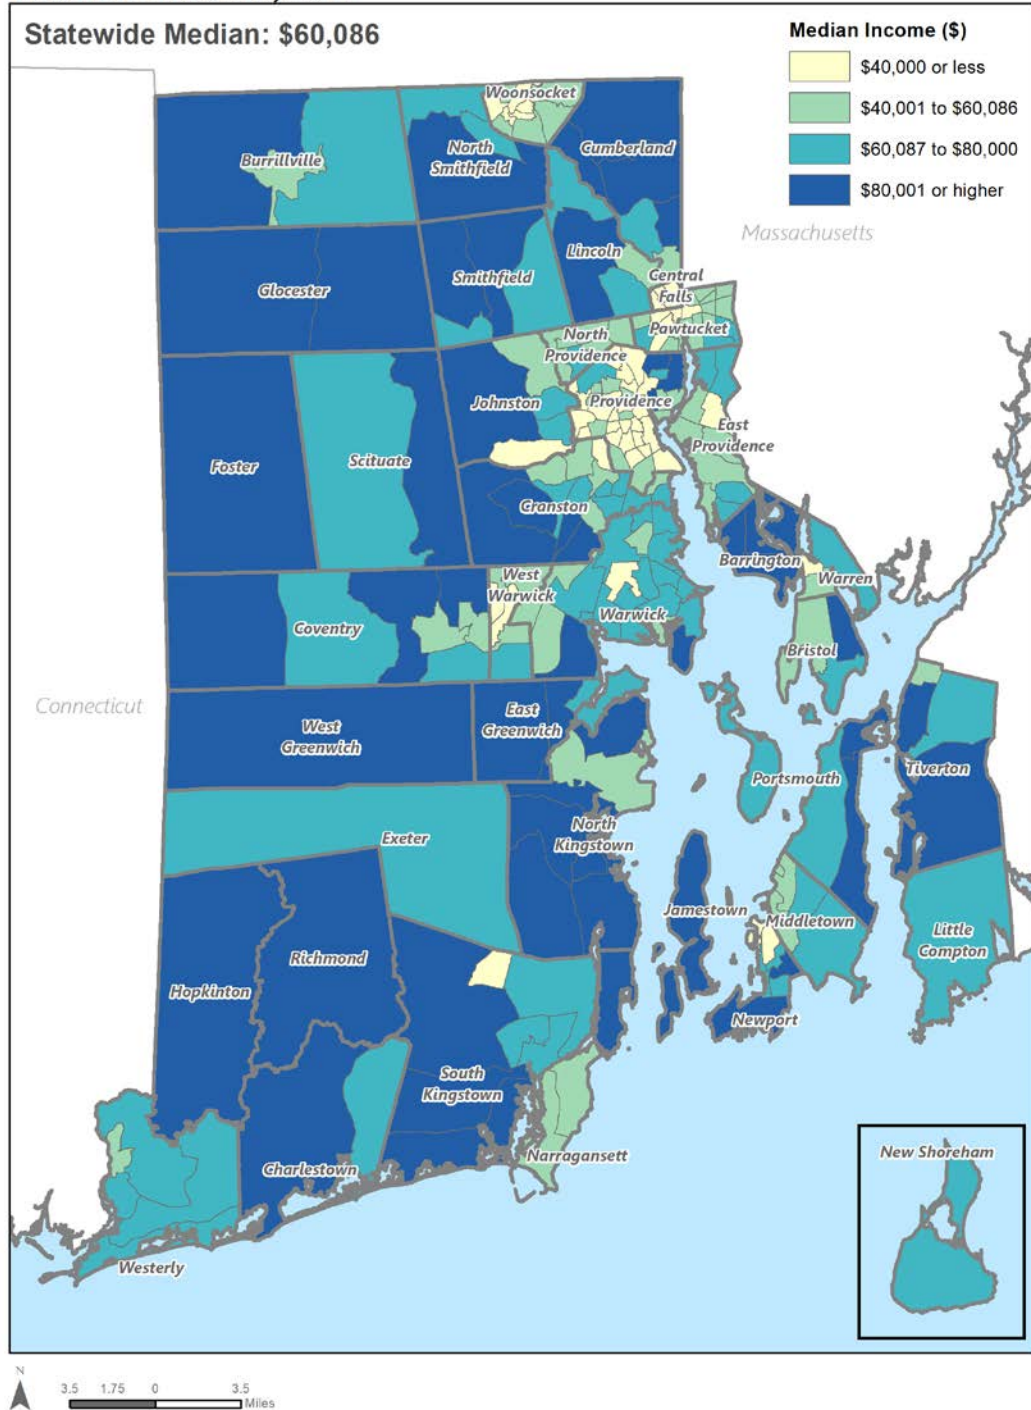 Statewide Median: $60,086
Median Income ($)
$40,000 or less
$40,001 to $60,086
$60,087 to $80,000
$80,001 or higher
Massachusetts
Connecticut
Woonsocket
Burrillville
North
Smithfield
Cumberland
Glocester
Smithfield
Lincoln
Central
Falls
Pawtucket
North
Providence
Foster
Scituate
Johnston
Providence
East
Providence
Cranston
Barrington
Warren
West
Warwick
Coventry
Warwick
Bristol
West
Greenwich
East
Greenwich
Portsmouth
Tiverton
Exeter
North
Kingstown
Jamestown
Middletown
Little
Compton
Richmond
Hopkinton
Newport
South
Kingstown
Charlestown
Narragansett
Westerly
New Shoreham
N
3.5 1.75 0 3.5
Miles